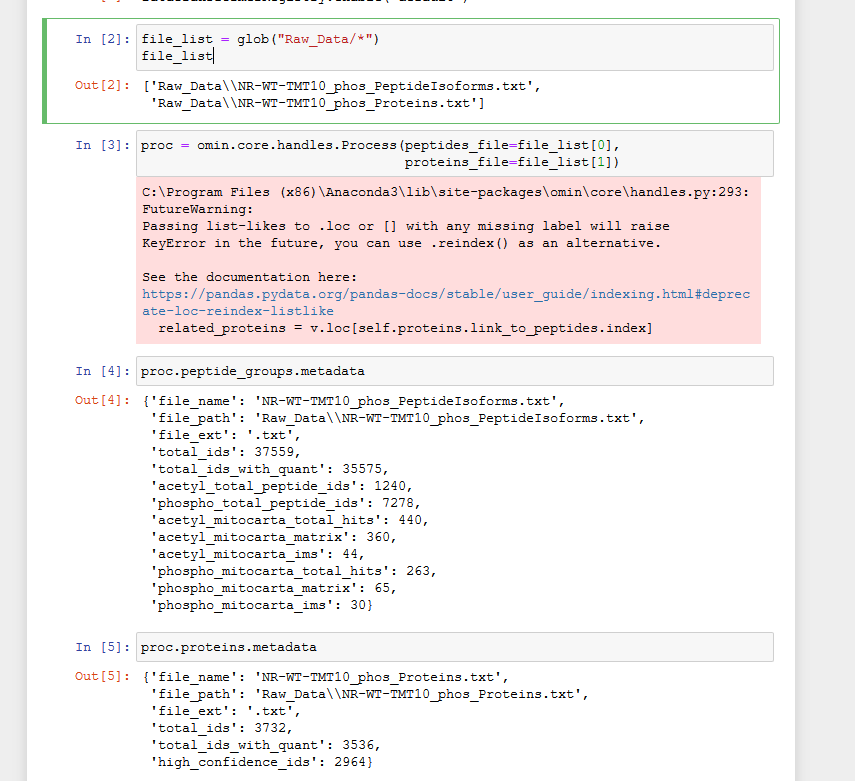 In [2]: file_list = glob("Raw_Data/*")
file_list
Out[2]: ['Raw_Data\\NR-WT-TMT10_phos_PeptideIsoforms.txt',
'Raw_Data\\NR-WT-TMT10_phos_Proteins.txt']
In [3]: proc = omin.core.handles.Process(peptides_file=file_list[0],
proteins_file=file_list[1])
C:\Program Files (x86)\Anaconda3\lib\site-packages\omin\core\handles.py:293:
FutureWarning:
Passing list-likes to .loc or [] with any missing label will raise
KeyError in the future, you can use .reindex() as an alternative.
See the documentation here:
https://pandas.pydata.org/pandas-docs/stable/user_guide/indexing.html#deprec
ate-loc-reindex-listlike
related_proteins = v.loc[self.proteins.link_to_peptides.index]
In [4]: proc.peptide_groups.metadata
Out[4]: {'file_name': 'NR-WT-TMT10_phos_PeptideIsoforms.txt',
'file_path': 'Raw_Data\\NR-WT-TMT10_phos_PeptideIsoforms.txt',
'file_ext': '.txt',
'total_ids': 37559,
'total_ids_with_quant': 35575,
'acetyl_total_peptide_ids': 1240,
'phospho_total_peptide_ids': 7278,
'acetyl_mitocarta_total_hits': 440,
'acetyl_mitocarta_matrix': 360,
'acetyl_mitocarta_ims': 44,
'phospho_mitocarta_total_hits': 263,
'phospho_mitocarta_matrix': 65,
'phospho_mitocarta_ims': 30}
In [5]: proc.proteins.metadata
Out[5]: {'file_name': 'NR-WT-TMT10_phos_Proteins.txt',
'file_path': 'Raw_Data\\NR-WT-TMT10_phos_Proteins.txt',
'file_ext': '.txt',
'total_ids': 3732,
'total_ids_with_quant': 3536,
'high_confidence_ids': 2964}